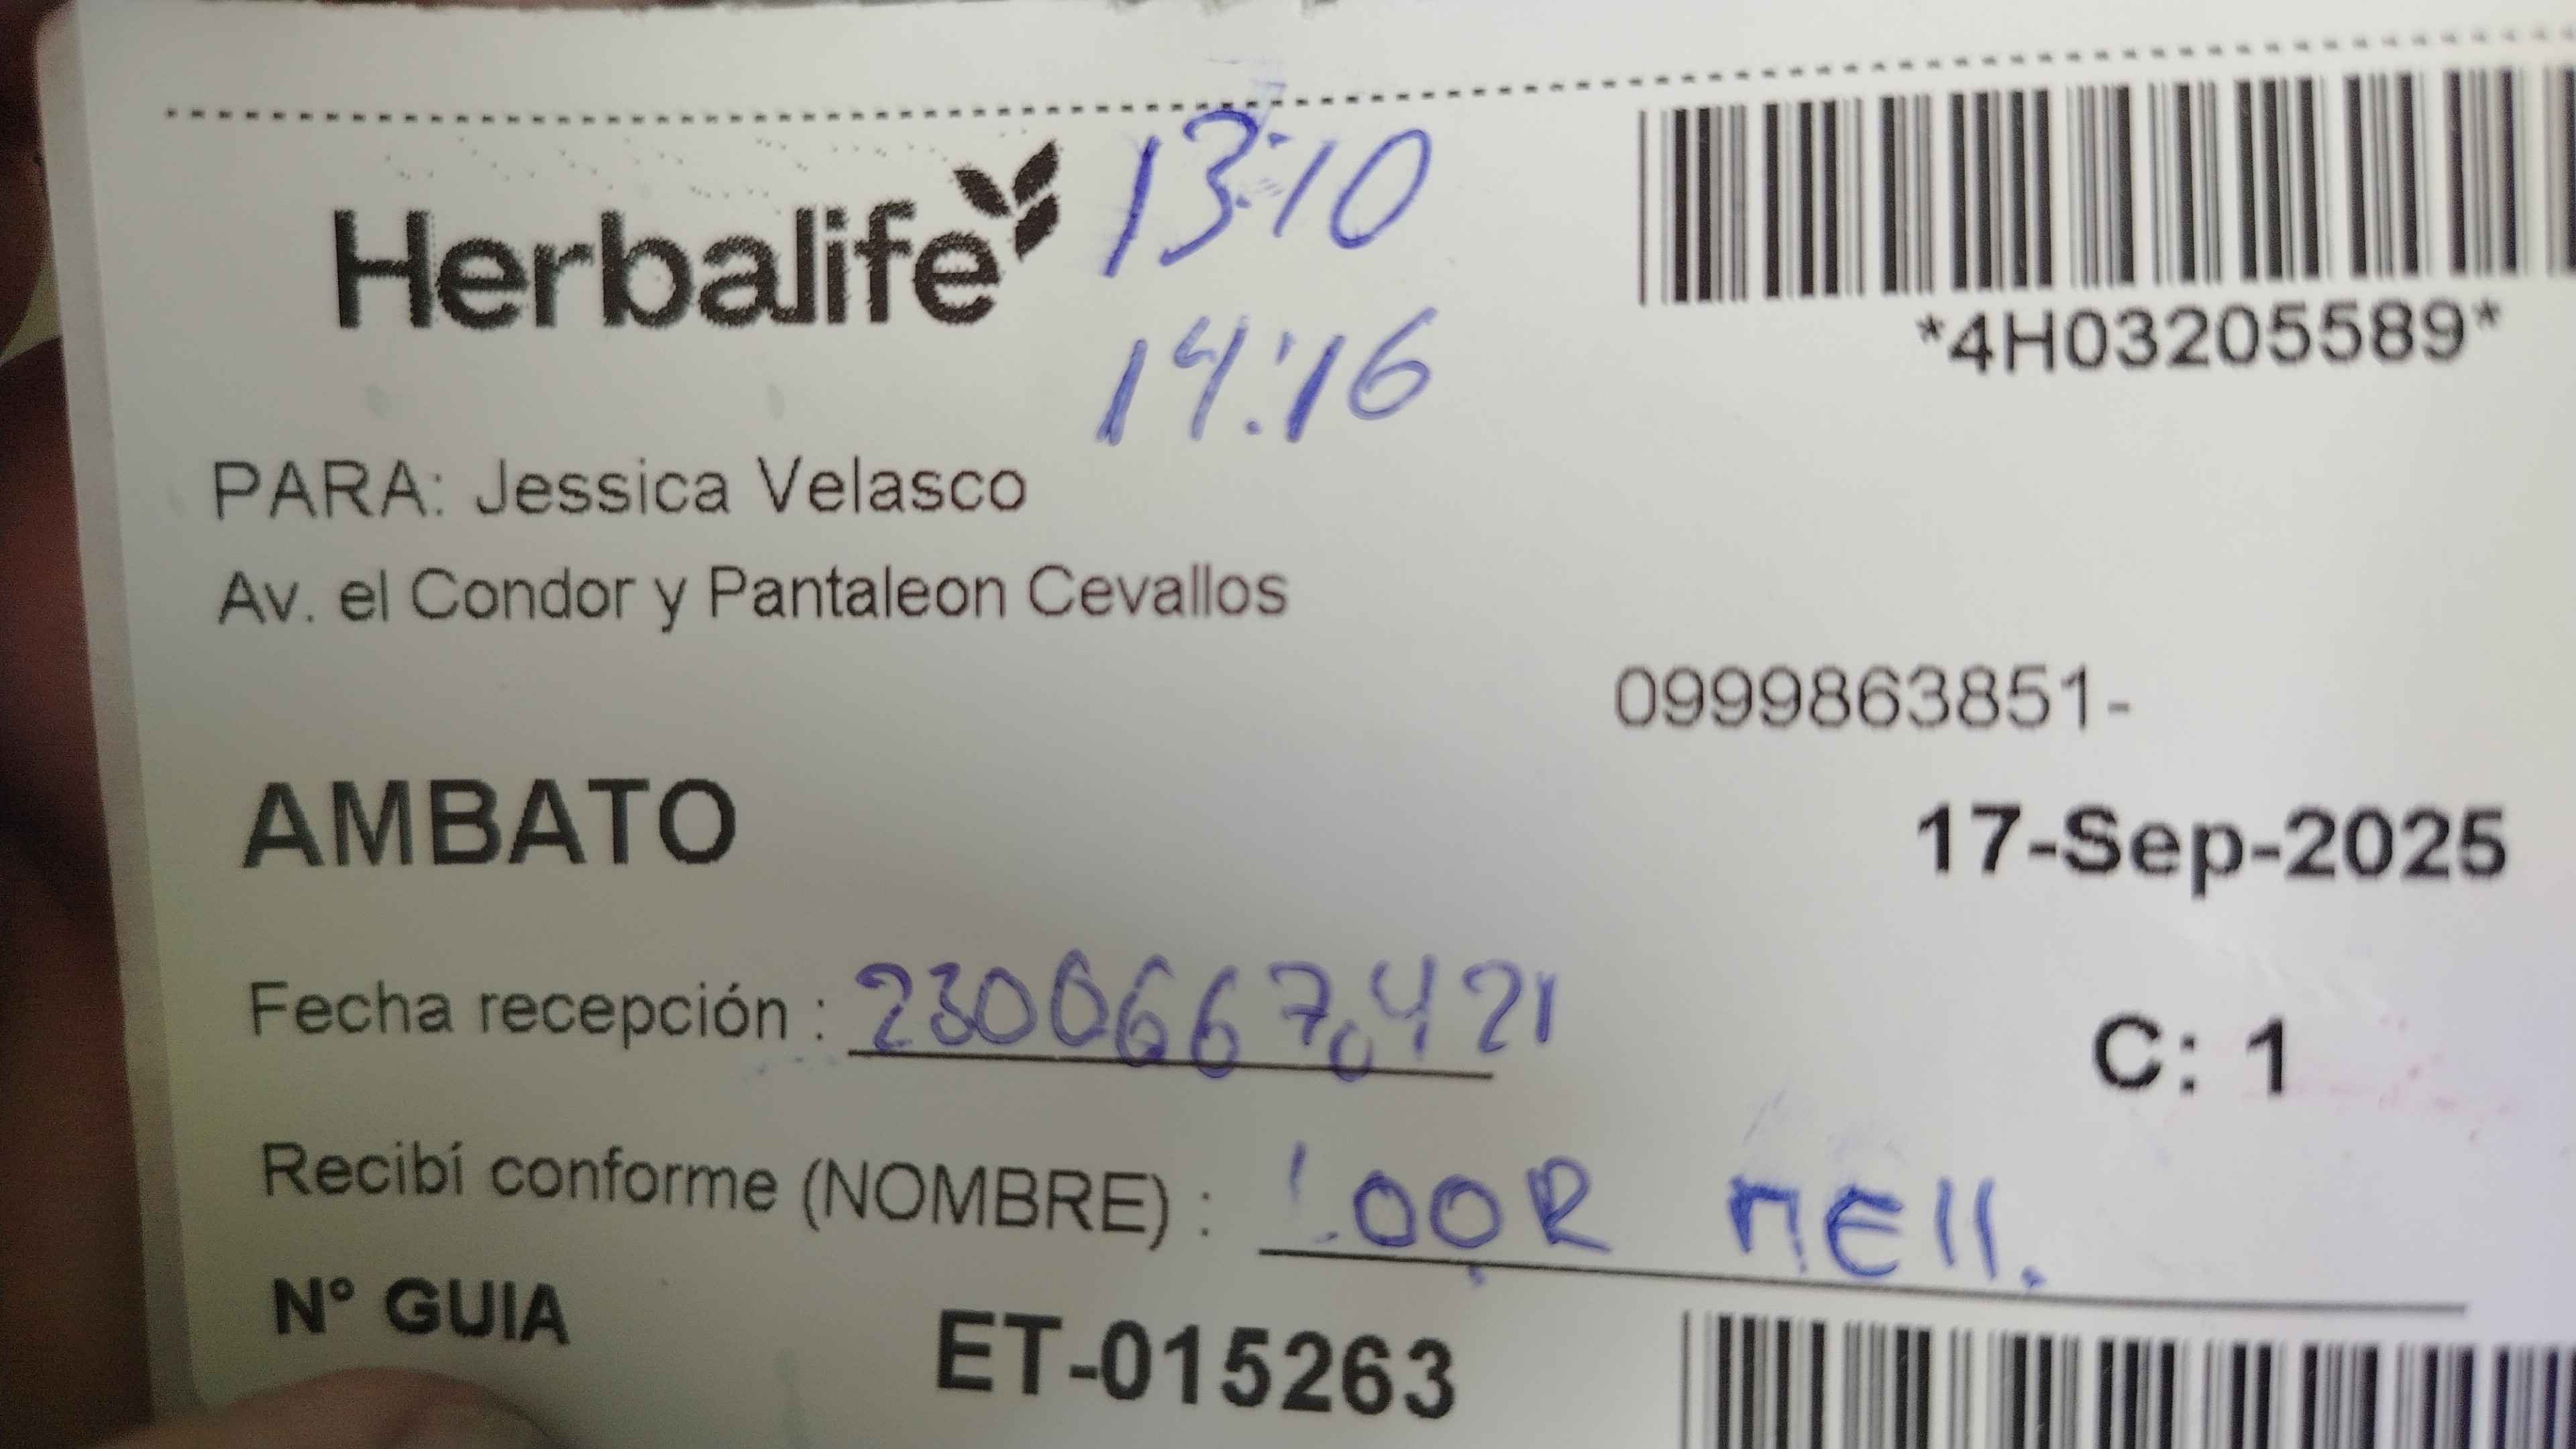 Herbalife
13:10
14:16
*4H03205589*
PARA: Jessica Velasco
Av. el Condor y Pantaleon Cevallos
0999863851-
AMBATO
17-Sep-2025
Fecha recepción :
C: 1
Recibí conforme (NOMBRE) : LOOR
N° GUIA ET-015263